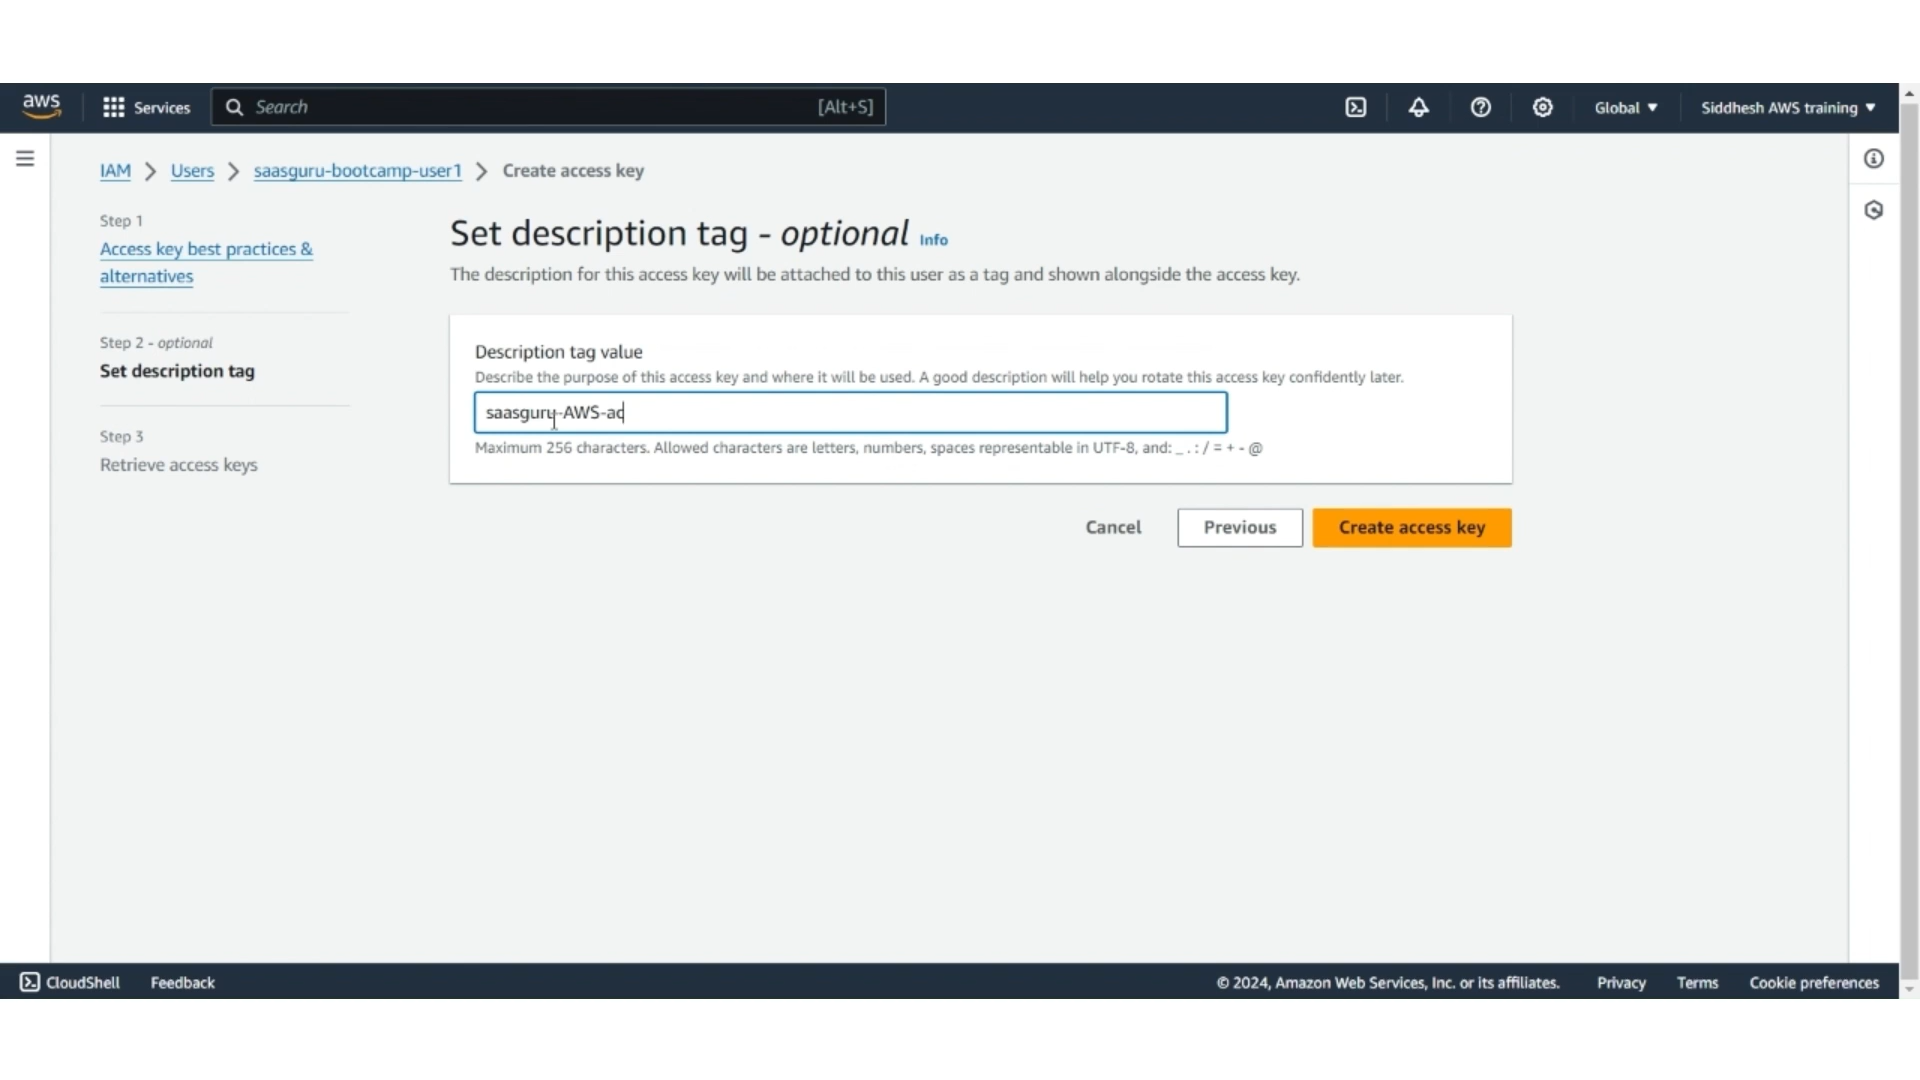 aws Services Search [Alt+S] Global Siddhesh AWS training
IAM > Users > saasguru-bootcamp-user1 > Create access key
Step 1
Access key best practices &
alternatives
Step 2 - optional
Set description tag
Step 3
Retrieve access keys
Set description tag - optional Info
The description for this access key will be attached to this user as a tag and shown alongside the access key.
Description tag value
Describe the purpose of this access key and where it will be used. A good description will help you rotate this access key confidently later.
saasguru-AWS-ac
Maximum 256 characters. Allowed characters are letters, numbers, spaces representable in UTF-8, and: _ . : / = + - @
Cancel Previous Create access key
CloudShell Feedback © 2024, Amazon Web Services, Inc. or its affiliates. Privacy Terms Cookie preferences